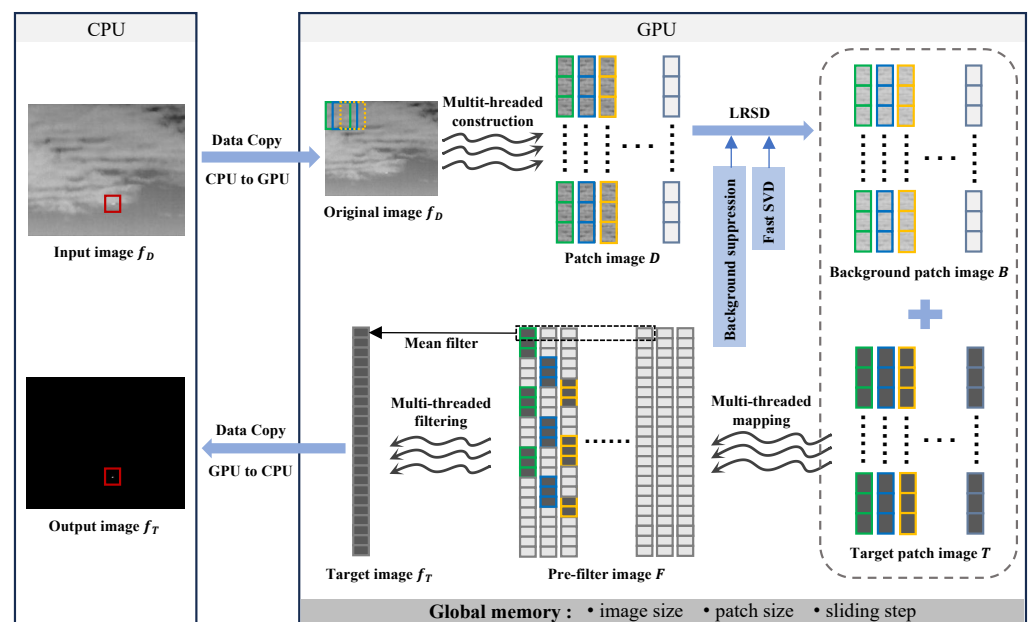 CPU
GPU
Input image f_D
Data Copy
CPU to GPU
Original image f_D
Multit-hreaded
construction
Patch image D
LRSD
Background suppression
Fast SVD
Background patch image B
Target patch image T
Multi-threaded
mapping
Pre-filter image F
Mean filter
Multi-threaded
filtering
Target image f_T
Data Copy
GPU to CPU
Output image f_T
Global memory : • image size • patch size • sliding step